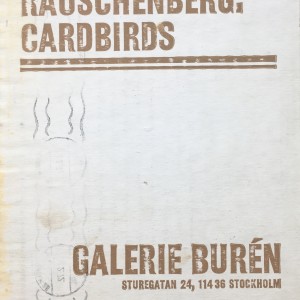 RAUSCHENBERG:
CARDBIRDS
GALERIE BURÉN
STUREGATAN 24, 114 36 STOCKHOLM